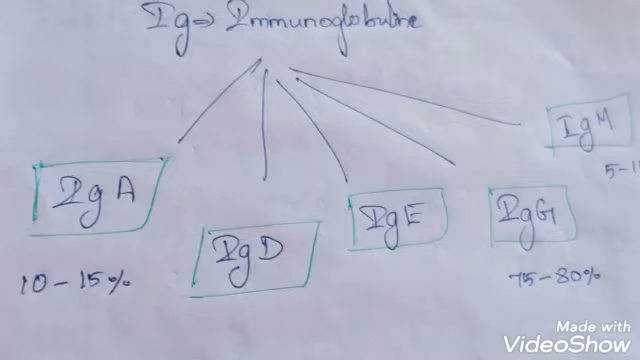 Ig => Immunoglobuline
IgM
5-1
IgA
IgD
IgE
IgG
10-15%
75-80%
Made with
VideoShow